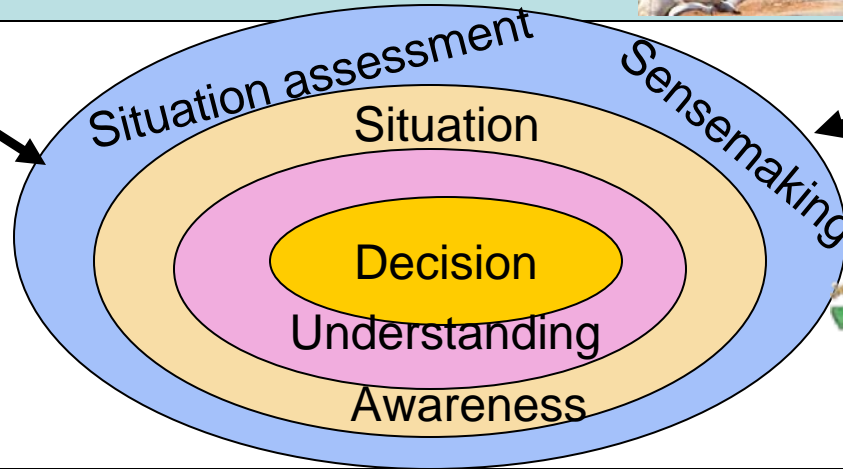 Situation assessment
Sensemaking
Situation
Decision
Understanding
Awareness